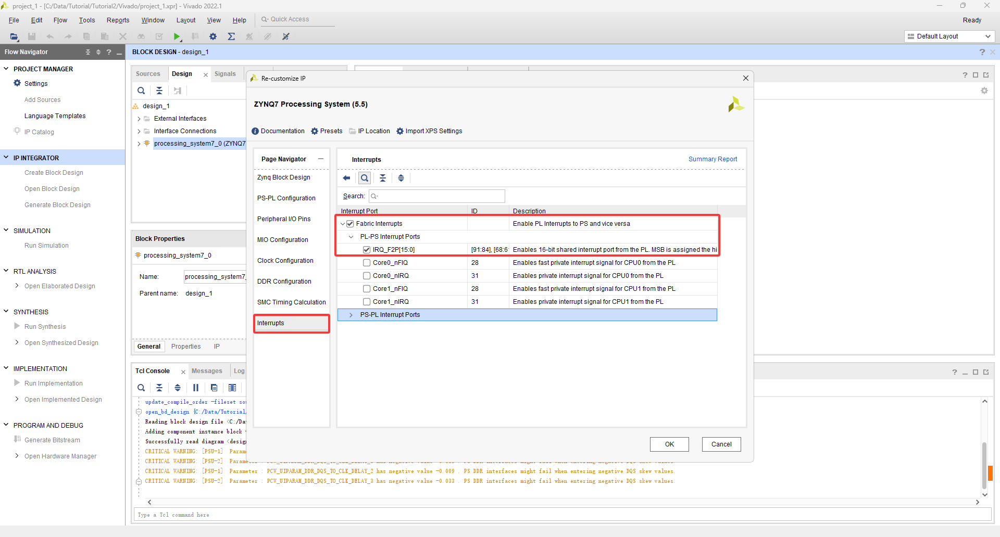 project_1 - [C:/Data/Tutorial/Tutorial2/Vivado/project_1.xpr] - Vivado 2022.1
File Edit Flow Tools Reports Window Layout View Help Quick Access Ready
Default Layout
Flow Navigator ?
BLOCK DESIGN - design_1 ?
PROJECT MANAGER
Settings
Add Sources
Language Templates
IP Catalog
IP INTEGRATOR
Create Block Design
Open Block Design
Generate Block Design
SIMULATION
Run Simulation
RTL ANALYSIS
Open Elaborated Design
SYNTHESIS
Run Synthesis
Open Synthesized Design
IMPLEMENTATION
Run Implementation
Open Implemented Design
PROGRAM AND DEBUG
Generate Bitstream
Open Hardware Manager
Sources Design Signals
design_1
External Interfaces
Interface Connections
processing_system7_0 (ZYNQ7
Block Properties
processing_system7_0
Name: processing_system7_
Parent name: design_1
General Properties IP
Re-customize IP
ZYNQ7 Processing System (5.5)
Documentation Presets IP Location Import XPS Settings
Page Navigator
Zynq Block Design
PS-PL Configuration
Peripheral I/O Pins
MIO Configuration
Clock Configuration
DDR Configuration
SMC Timing Calculation
Interrupts
Interrupts Summary Report
Search:
Interrupt Port ID Description
Fabric Interrupts Enable PL Interrupts to PS and vice versa
PL-PS Interrupt Ports
IRQ_F2P[15:0] [91:84], [68:6 Enables 16-bit shared interrupt port from the PL. MSB is assigned the hi
Core0_nFIQ 28 Enables fast private interrupt signal for CPU0 from the PL
Core0_nIRQ 31 Enables private interrupt signal for CPU0 from the PL
Core1_nFIQ 28 Enables fast private interrupt signal for CPU1 from the PL
Core1_nIRQ 31 Enables private interrupt signal for CPU1 from the PL
PS-PL Interrupt Ports
OK Cancel
Tcl Console Messages Log
update_compile_order -fileset so
open_bd_design {C:/Data/Tutorial
Reading block design file <C:/Da
Adding component instance block
Successfully read diagram <desig
CRITICAL WARNING: [PSU-1] Param
CRITICAL WARNING: [PSU-2] Parameter : PCW_UIPARAM_DDR_DQS_TO_CLK_DELAY_ has negative value PS DDR interfaces might fail when entering negative DQS skew values.
CRITICAL WARNING: [PSU-1] Parameter : PCW_UIPARAM_DDR_DQS_TO_CLK_DELAY_2 has negative value -0.009 . PS DDR interfaces might fail when entering negative DQS skew values.
CRITICAL WARNING: [PSU-2] Parameter : PCW_UIPARAM_DDR_DQS_TO_CLK_DELAY_3 has negative value -0.033 . PS DDR interfaces might fail when entering negative DQS skew values.
Type a Tcl command here